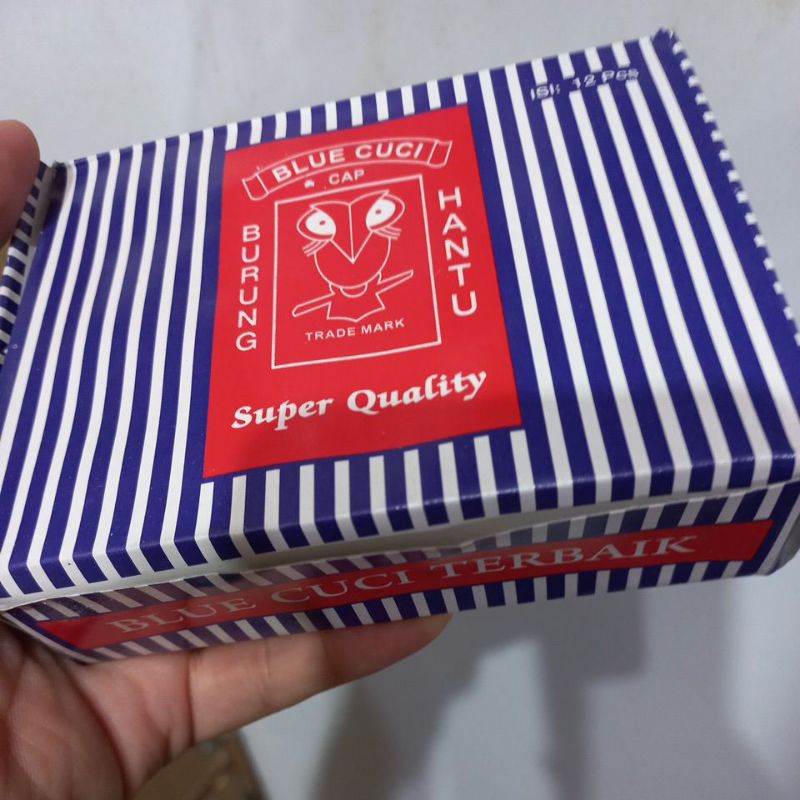 ISI: 12 Pcs
BLUE CUCI
CAP
BURUNG
HANTU
TRADE MARK
Super Quality
BLUE CUCI TERBAIK